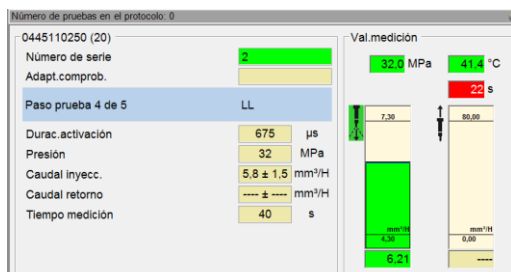 Número de pruebas en el protocolo: 0
0445110250 (20)
Número de serie 2
Adapt.comprob.
Paso prueba 4 de 5 LL
Durac.activación 675 µs
Presión 32 MPa
Caudal inyecc. 5,8 ± 1,5 mm³/H
Caudal retorno ---- ± ---- mm³/H
Tiempo medición 40 s
Val.medición
32,0 MPa 41,4 °C
22 s
7,30 80,00
mm³/H mm³/H
4,30 0,00
6,21 ----